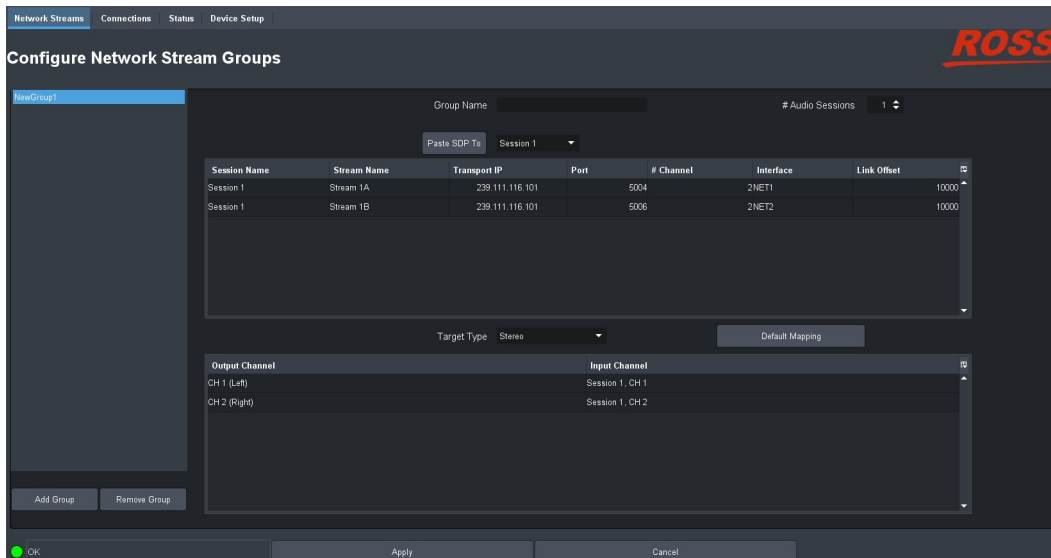 Network Streams Connections Status Device Setup
ROSS
Configure Network Stream Groups
NewGroup1
Group Name # Audio Sessions 1
Paste SDP To Session 1
Session Name Stream Name Transport IP Port # Channel Interface Link Offset
Session 1 Stream 1A 239.111.116.101 5004 2 NET1 10000
Session 1 Stream 1B 239.111.116.101 5006 2 NET2 10000
Target Type Stereo Default Mapping
Output Channel Input Channel
CH 1 (Left) Session 1, CH 1
CH 2 (Right) Session 1, CH 2
Add Group Remove Group
OK Apply Cancel